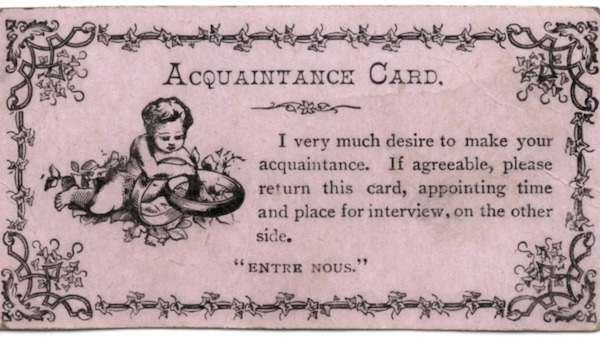 ACQUAINTANCE CARD.
I very much desire to make your
acquaintance. If agreeable, please
return this card, appointing time
and place for interview, on the other
side.
"ENTRE NOUS."